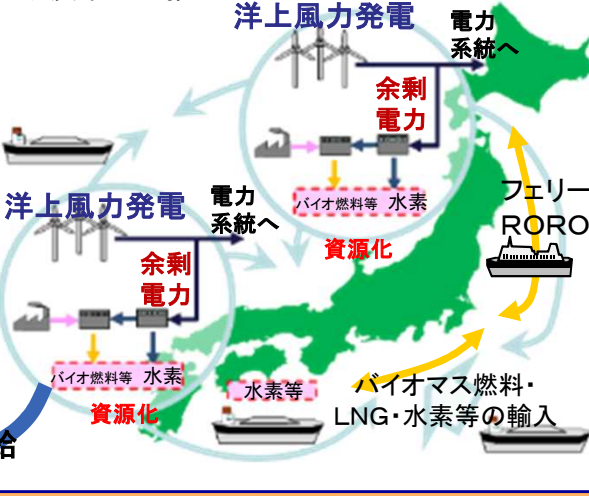 洋上風力発電
電力
系統へ
余剰
電力
バイオ燃料等 水素
資源化
フェリー
RORO
洋上風力発電
電力
系統へ
余剰
電力
バイオ燃料等 水素
資源化
水素等
バイオマス燃料・
LNG・水素等の輸入
給